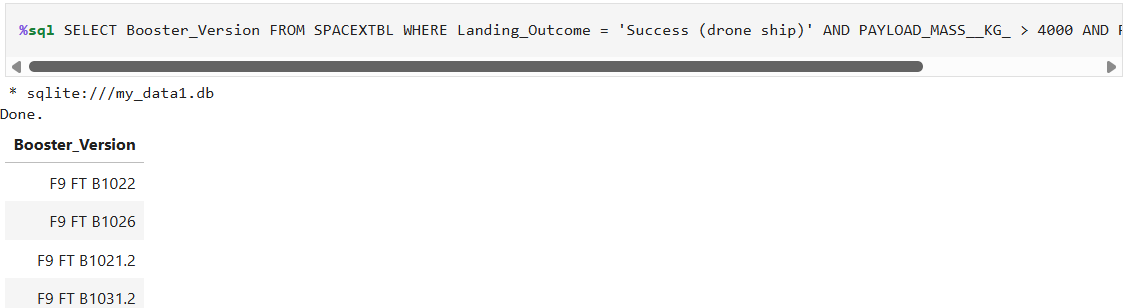 %sql SELECT Booster_Version FROM SPACEXTBL WHERE Landing_Outcome = 'Success (drone ship)' AND PAYLOAD_MASS__KG_ > 4000 AND
* sqlite:///my_data1.db
Done.
Booster_Version
F9 FT B1022
F9 FT B1026
F9 FT B1021.2
F9 FT B1031.2